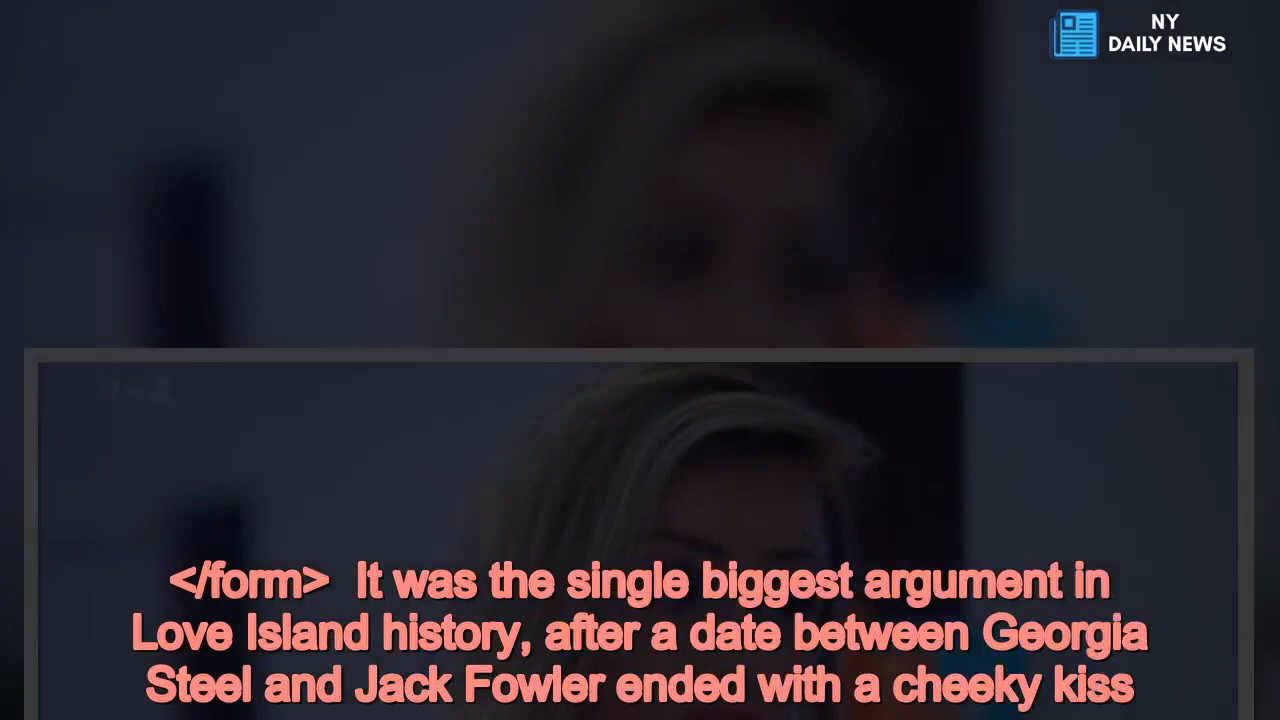 NY
DAILY NEWS
</form> It was the single biggest argument in
Love Island history, after a date between Georgia
Steel and Jack Fowler ended with a cheeky kiss